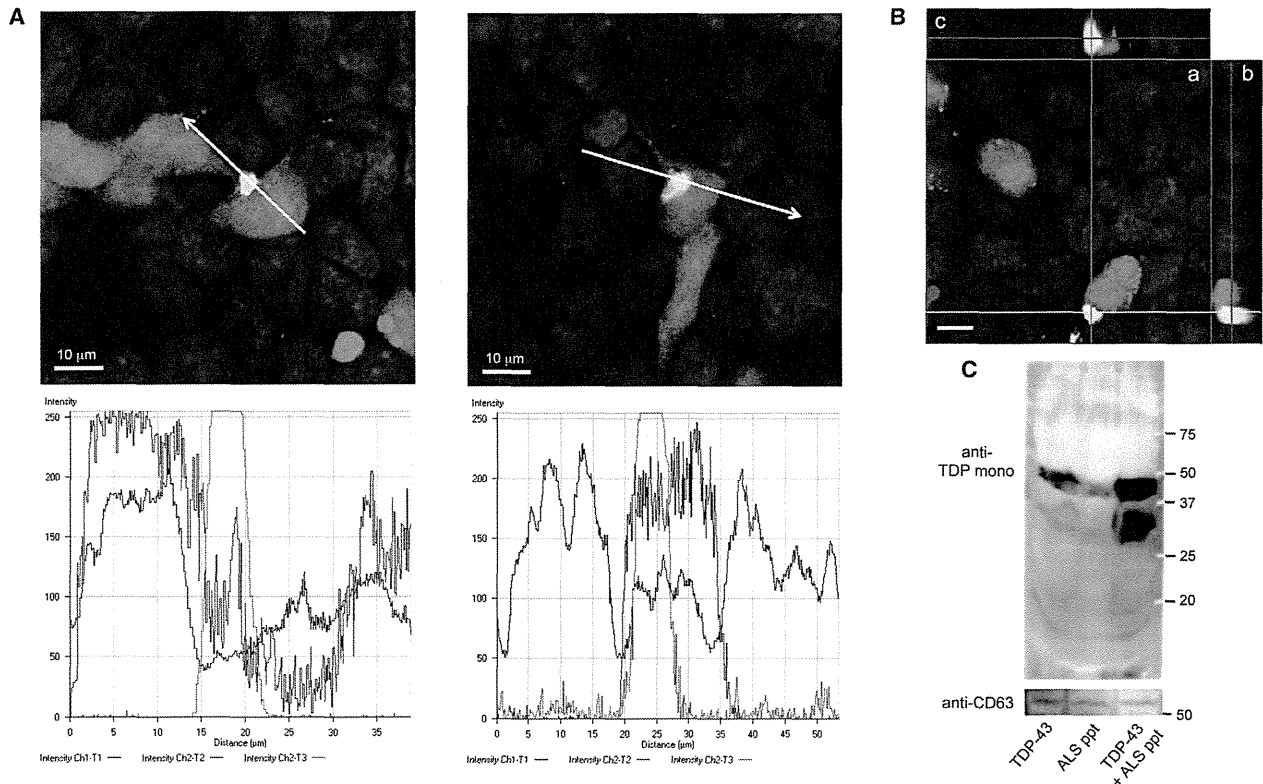 A
10 µm
Intensity
250
200
150
100
50
0
0 5 10 15 20 25 30 35
Distance [µm]
Intensity Ch1-T1 Intensity Ch2-T2 Intensity Ch2-T3
10 µm
Intensity
250
200
150
100
50
0
0 5 10 15 20 25 30 35 40 45 50
Distance [µm]
Intensity Ch1-T1 Intensity Ch2-T2 Intensity Ch2-T3
B
c
a
b
C
anti-
TDP mono
75
50
37
25
20
anti-CD63
50
TDP-43
ALS ppt
TDP-43
+ ALS ppt